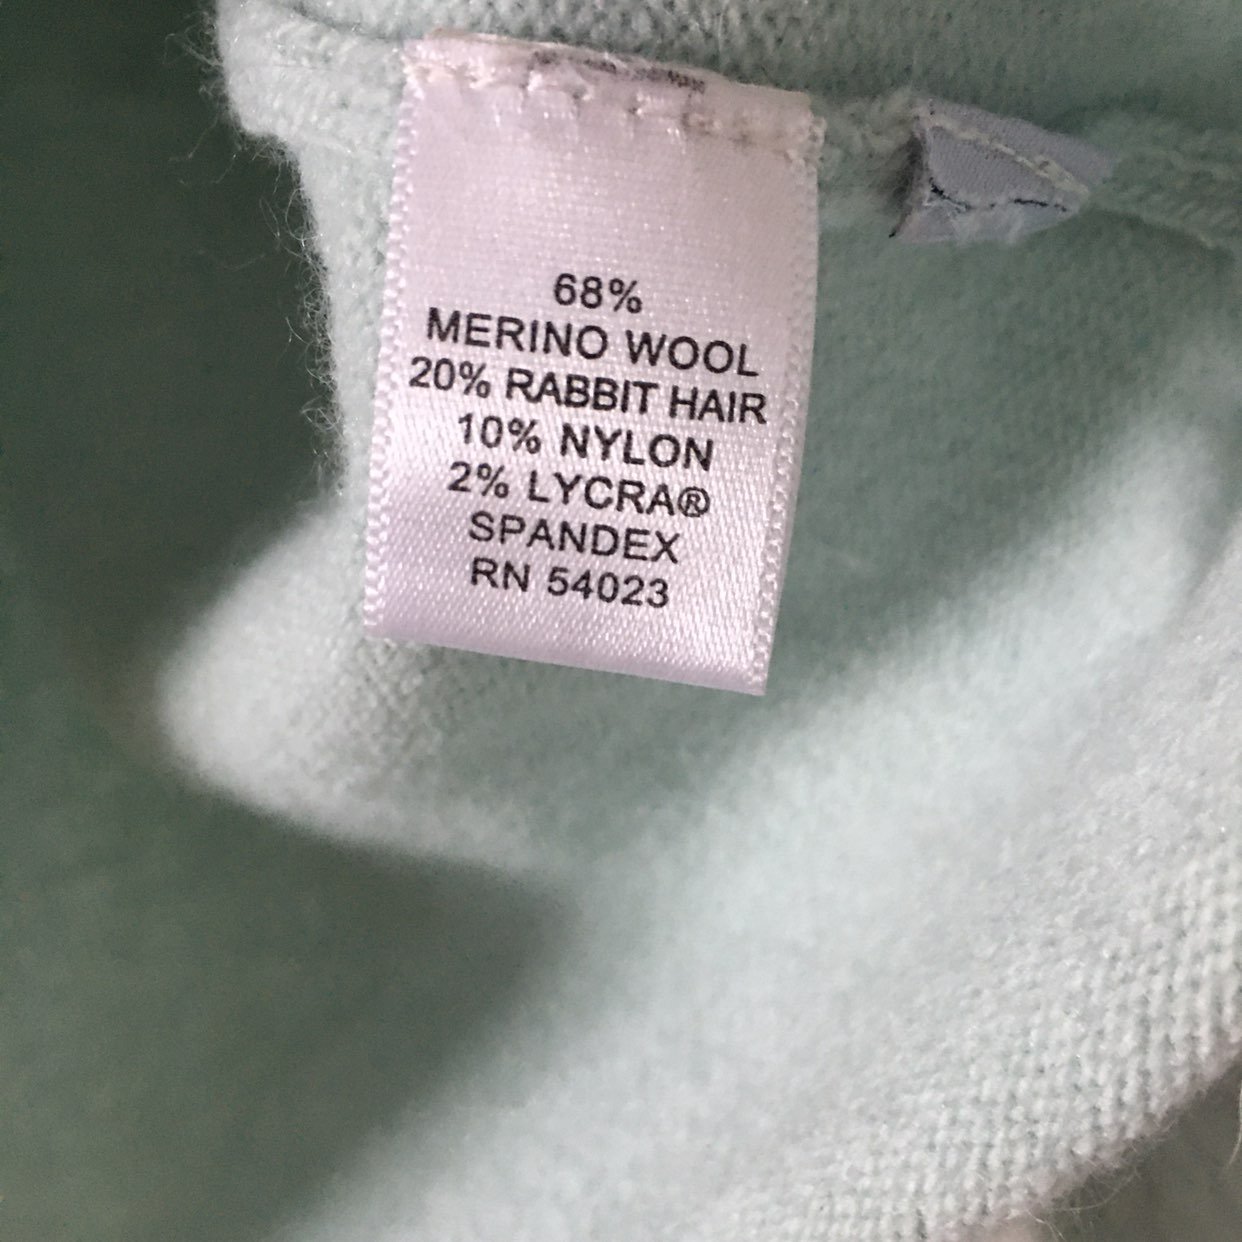 68%
MERINO WOOL
20% RABBIT HAIR
10% NYLON
2% LYCRA®
SPANDEX
RN 54023